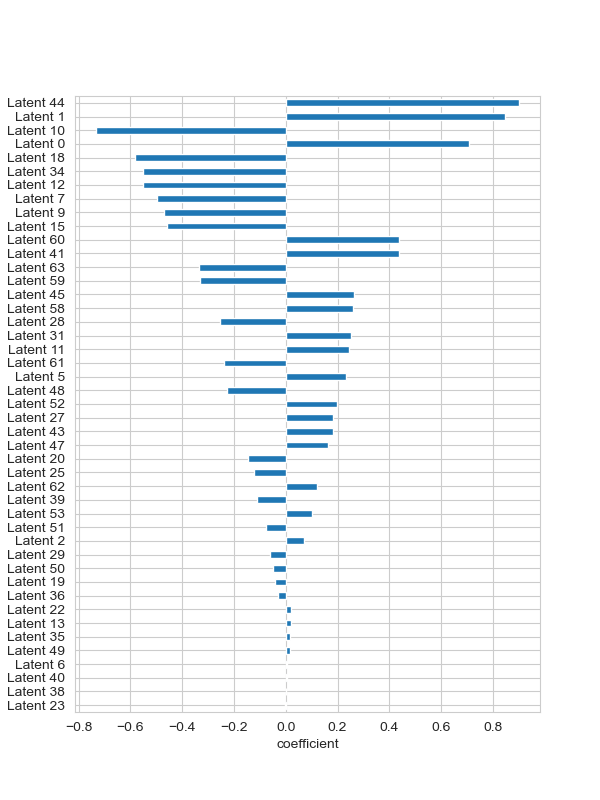 Latent 44
Latent 1
Latent 10
Latent 0
Latent 18
Latent 34
Latent 12
Latent 7
Latent 9
Latent 15
Latent 60
Latent 41
Latent 63
Latent 59
Latent 45
Latent 58
Latent 28
Latent 31
Latent 11
Latent 61
Latent 5
Latent 48
Latent 52
Latent 27
Latent 43
Latent 47
Latent 20
Latent 25
Latent 62
Latent 39
Latent 53
Latent 51
Latent 2
Latent 29
Latent 50
Latent 19
Latent 36
Latent 22
Latent 13
Latent 35
Latent 49
Latent 6
Latent 40
Latent 38
Latent 23
−0.8 −0.6 −0.4 −0.2 0.0 0.2 0.4 0.6 0.8
coefficient